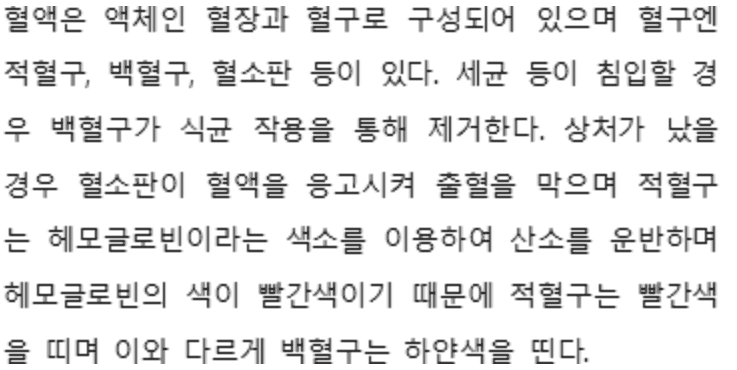 혈액은 액체인 혈장과 혈구로 구성되어 있으며 혈구엔
적혈구, 백혈구, 혈소판 등이 있다. 세균 등이 침입할 경
우 백혈구가 식균 작용을 통해 제거한다. 상처가 났을
경우 혈소판이 혈액을 응고시켜 출혈을 막으며 적혈구
는 헤모글로빈이라는 색소를 이용하여 산소를 운반하며
헤모글로빈의 색이 빨간색이기 때문에 적혈구는 빨간색
을 띠며 이와 다르게 백혈구는 하얀색을 띤다.